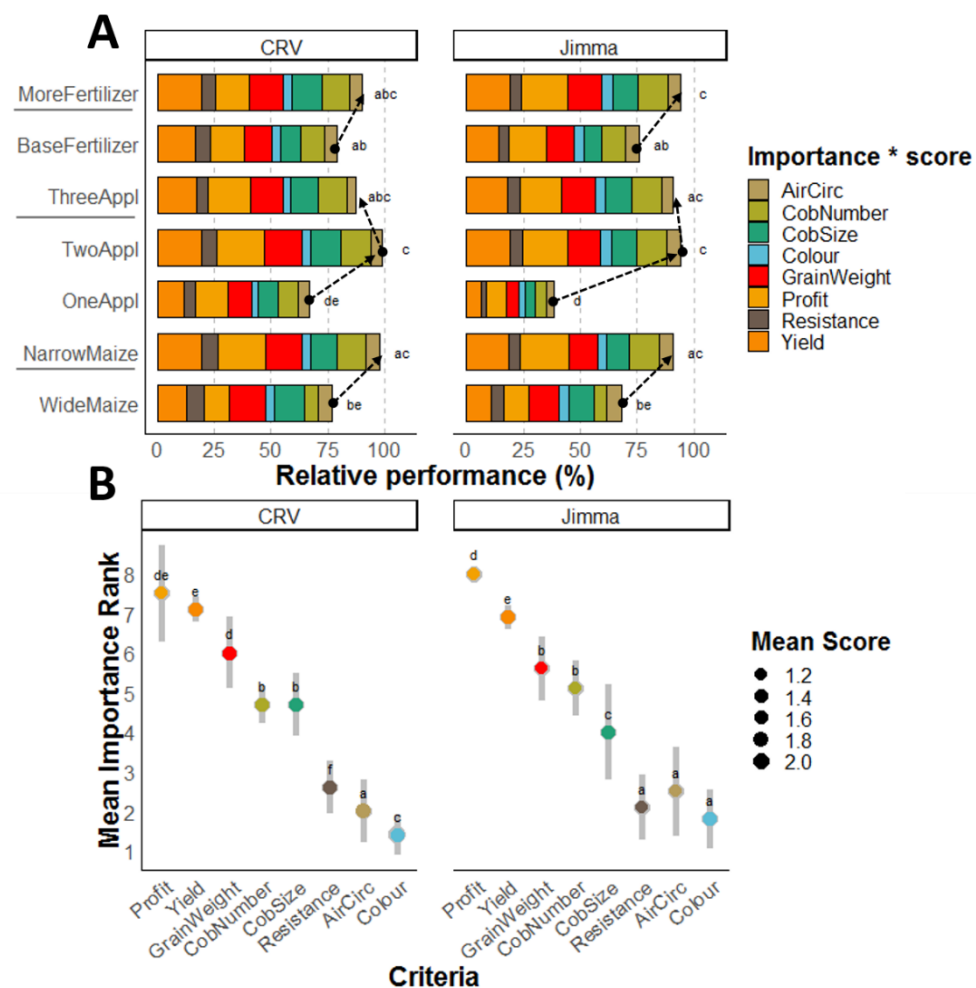 A
CRV
Jimma
MoreFertilizer
abc
c
BaseFertilizer
ab
ab
ThreeAppl
abc
ac
TwoAppl
c
c
OneAppl
de
d
NarrowMaize
ac
ac
WideMaize
be
be
0 25 50 75 100
0 25 50 75 100
Relative performance (%)
Importance * score
AirCirc
CobNumber
CobSize
Colour
GrainWeight
Profit
Resistance
Yield
B
CRV
Jimma
Mean Importance Rank
8
7
6
5
4
3
2
1
de
e
d
b
b
f
a
c
d
e
b
b
c
a
a
a
Profit
Yield
GrainWeight
CobNumber
CobSize
Resistance
AirCirc
Colour
Profit
Yield
GrainWeight
CobNumber
CobSize
Resistance
AirCirc
Colour
Criteria
Mean Score
1.2
1.4
1.6
1.8
2.0